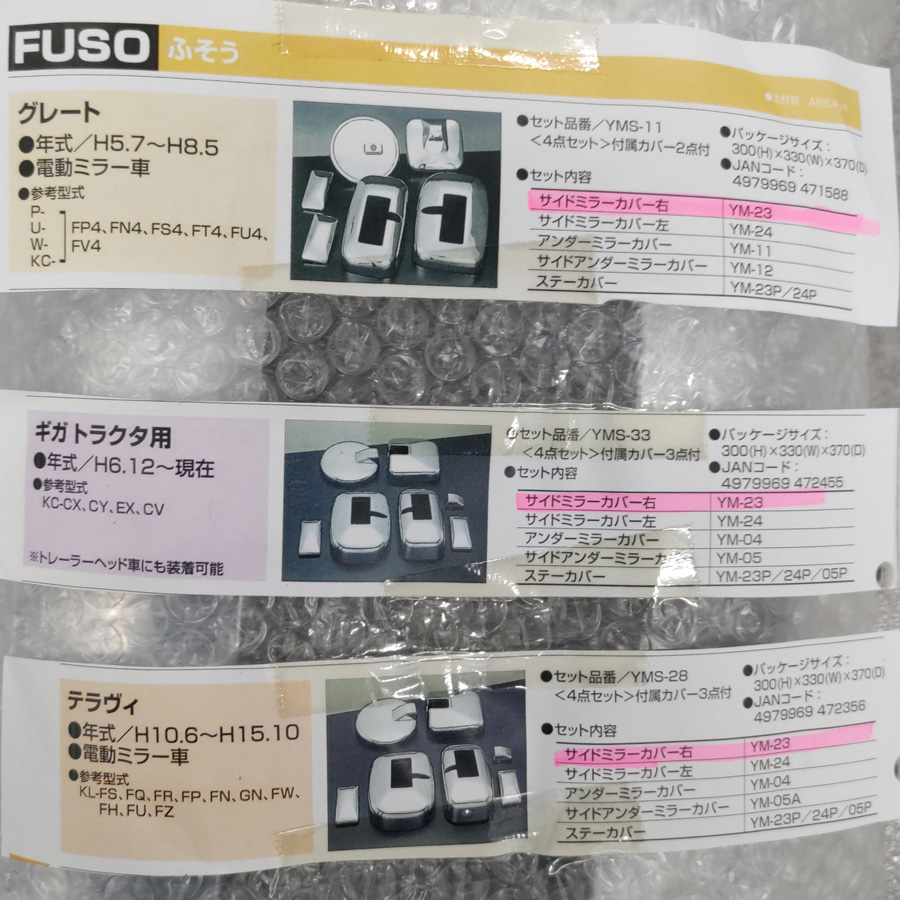 FUSO ふそう
グレート
●年式／H5.7〜H8.5
●電動ミラー車
●参考型式
P-
U-
W-
KC-
FP4、FN4、FS4、FT4、FU4、
FV4
●セット品番／YMS-11
＜4点セット＞付属カバー2点付
●パッケージサイズ：
300(H)×330(W)×370(D)
●JANコード：
4979969 471588
●セット内容
サイドミラーカバー右 YM-23
サイドミラーカバー左 YM-24
アンダーミラーカバー YM-11
サイドアンダーミラーカバー YM-12
ステーカバー YM-23P／24P
ギガトラクタ用
●年式／H6.12〜現在
●参考型式
KC-CX、CY、EX、CV
※トレーラーヘッド車にも装着可能
●セット品番／YMS-33
＜4点セット＞付属カバー3点付
●パッケージサイズ：
300(H)×330(W)×370(D)
●JANコード：
4979969 472455
●セット内容
サイドミラーカバー右 YM-23
サイドミラーカバー左 YM-24
アンダーミラーカバー YM-04
サイドアンダーミラーカ YM-05
ステーカバー YM-23P／24P／05P
テラヴィ
●年式／H10.6〜H15.10
●電動ミラー車
●参考型式
KL-FS、FQ、FR、FP、FN、GN、FW、
FH、FU、FZ
●セット品番／YMS-28
＜4点セット＞付属カバー3点付
●パッケージサイズ：
300(H)×330(W)×370(D)
●JANコード：
4979969 472356
●セット内容
サイドミラーカバー右 YM-23
サイドミラーカバー左 YM-24
アンダーミラーカバー YM-04
サイドアンダーミラーカバー YM-05A
ステーカバー YM-23P／24P／05P